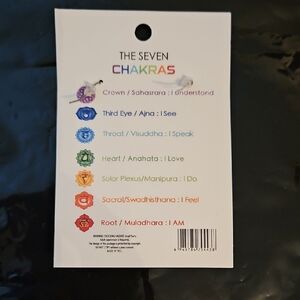 THE SEVEN
CHAKRAS
Crown / Sahasrara : I Understand
Third Eye / Ajna : I See
Throat / Visuddha : I Speak
Heart / Anahata : I Love
Solar Plexus/Manipura : I Do
Sacral/Swadhisthana : I Feel
Root / Muladhara : I AM